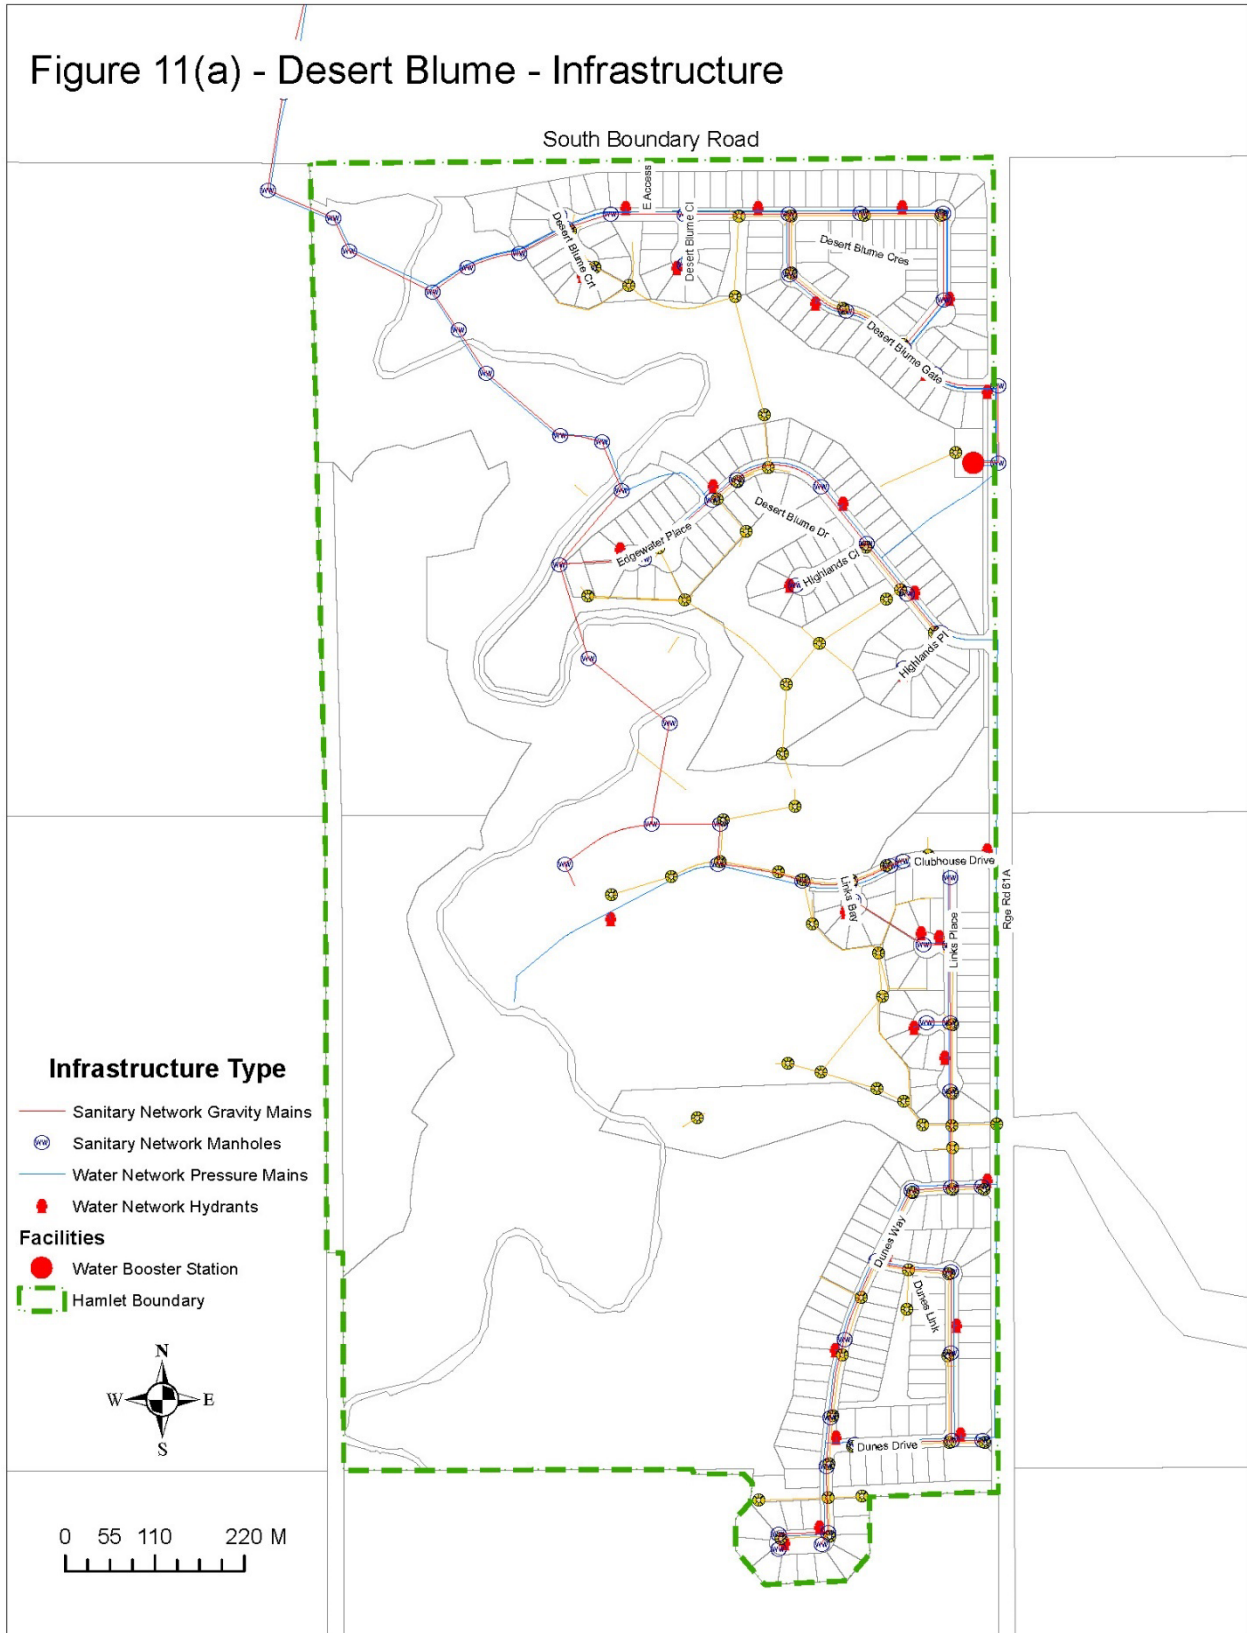 Figure 11(a) - Desert Blume - Infrastructure
South Boundary Road
E Access
Desert Blume Crt
Desert Blume Cl
Desert Blume Cres
Desert Blume Gate
Desert Blume Dr
Edgewater Place
Highlands Cl
Highlands Pl
Clubhouse Drive
Links Bay
Links Place
Rge Rd 61A
Dunes Way
Dunes Link
Dunes Drive
Infrastructure Type
Sanitary Network Gravity Mains
WW Sanitary Network Manholes
Water Network Pressure Mains
Water Network Hydrants
Facilities
Water Booster Station
Hamlet Boundary
N
W E
S
0 55 110 220 M